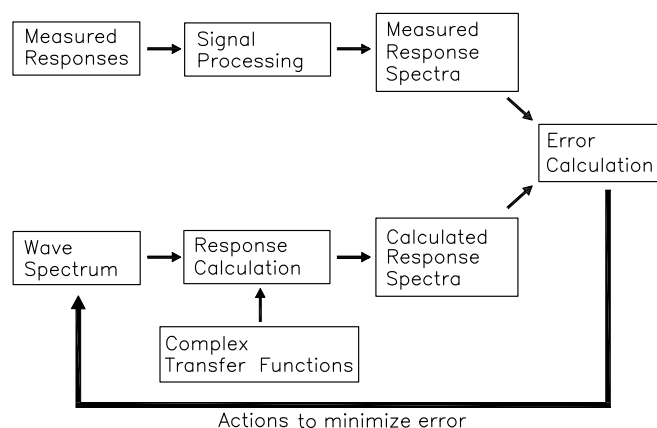 Measured
Responses
Signal
Processing
Measured
Response
Spectra
Error
Calculation
Wave
Spectrum
Response
Calculation
Calculated
Response
Spectra
Complex
Transfer Functions
Actions to minimize error